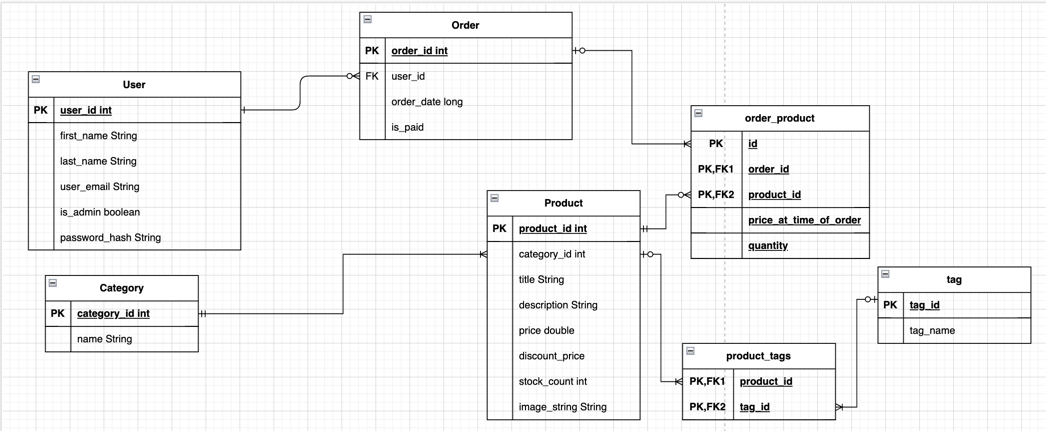 Order
PK order_id int
FK user_id
order_date long
is_paid
User
PK user_id int
first_name String
last_name String
user_email String
is_admin boolean
password_hash String
order_product
PK id
PK,FK1 order_id
PK,FK2 product_id
price_at_time_of_order
quantity
Product
PK product_id int
category_id int
title String
description String
price double
discount_price
stock_count int
image_string String
Category
PK category_id int
name String
tag
PK tag_id
tag_name
product_tags
PK,FK1 product_id
PK,FK2 tag_id